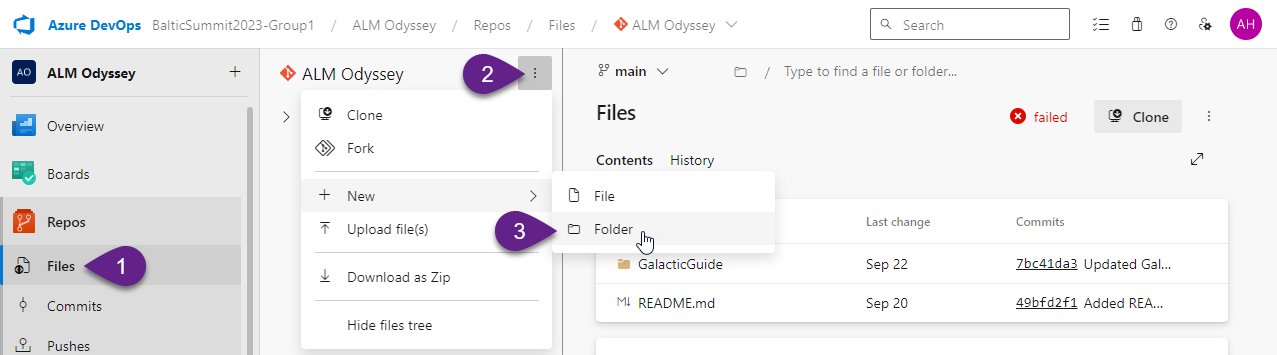 Azure DevOps BalticSummit2023-Group1 / ALM Odyssey / Repos / Files / ALM Odyssey Search AH
AO ALM Odyssey +
Overview
Boards
Repos
Files 1
Commits
Pushes
ALM Odyssey 2
Clone
Fork
New
Upload file(s)
Download as Zip
Hide files tree
File
3 Folder
main / Type to find a file or folder...
Files failed Clone
Contents History
Last change Commits
GalacticGuide Sep 22 7bc41da3 Updated Gal...
README.md Sep 20 49bfd2f1 Added REA...